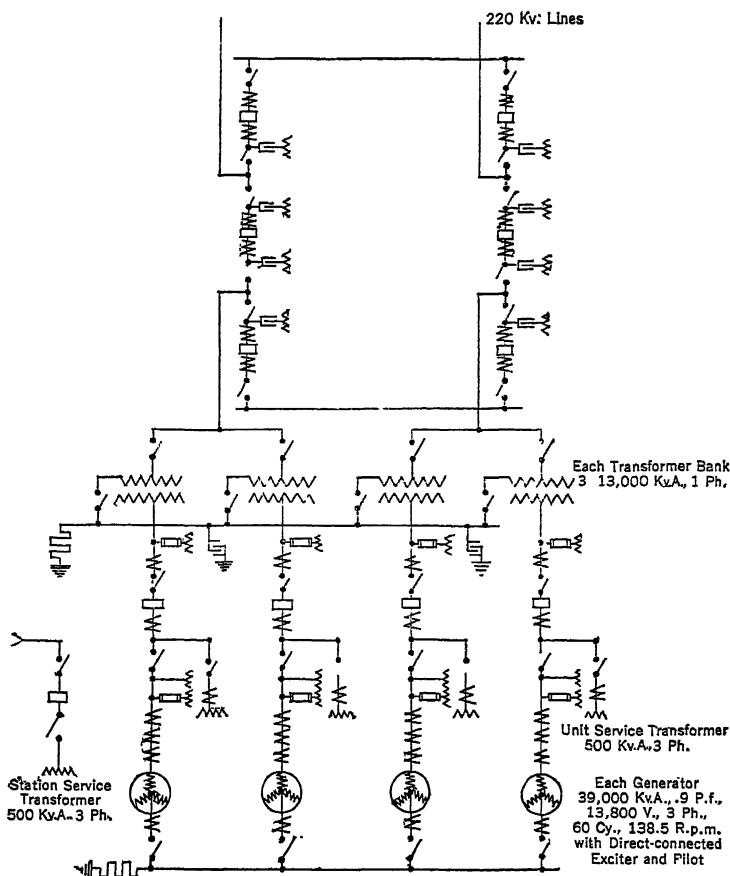 220 Kv. Lines
Each Transformer Bank
3 13,000 Kv.A., 1 Ph.
Unit Service Transformer
500 Kv.A., 3 Ph.
Station Service
Transformer
500 Kv.A. 3 Ph.
Each Generator
39,000 Kv.A., .9 P.f.,
13,800 V., 3 Ph.,
60 Cy., 138.5 R.p.m.
with Direct-connected
Exciter and Pilot